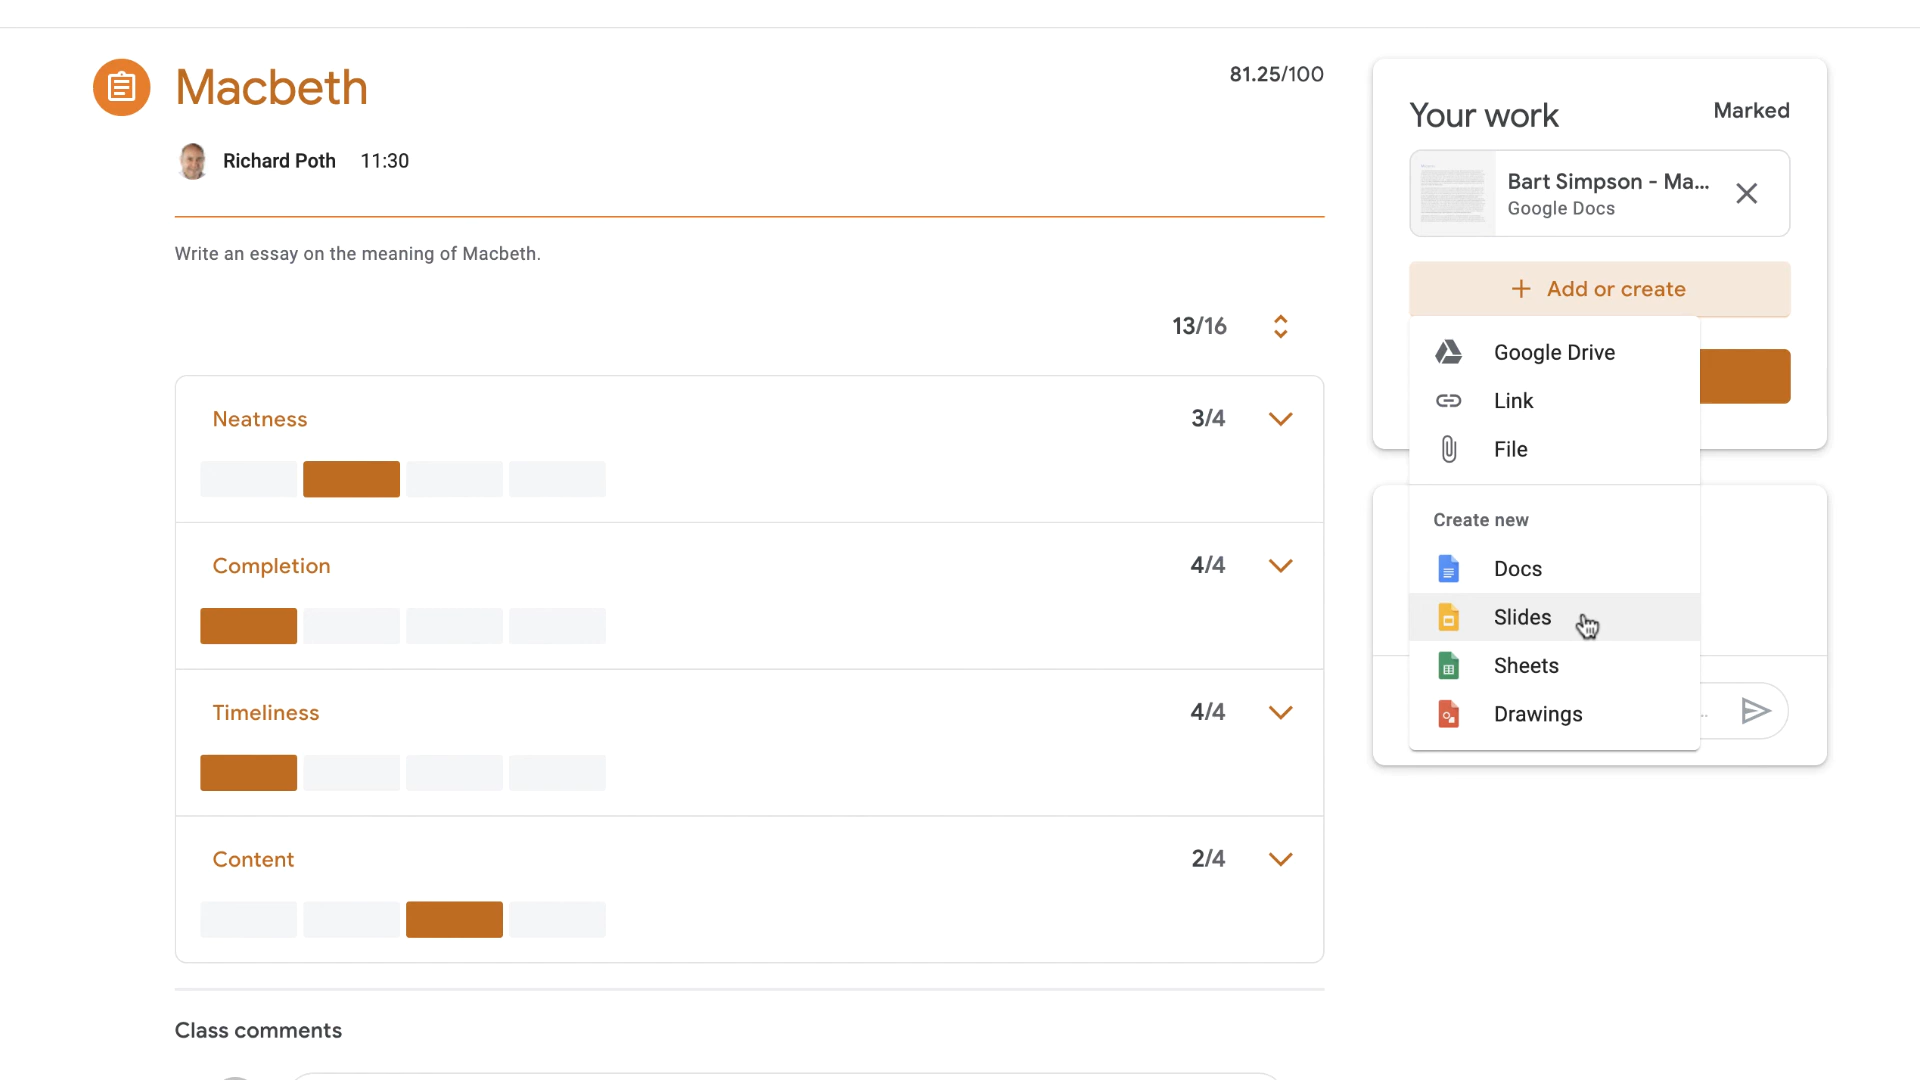 Macbeth
81.25/100
Richard Poth 11:30
Write an essay on the meaning of Macbeth.
13/16
Neatness
3/4
Completion
4/4
Timeliness
4/4
Content
2/4
Class comments
Your work
Marked
Bart Simpson - Ma...
Google Docs
+ Add or create
Google Drive
Link
File
Create new
Docs
Slides
Sheets
Drawings